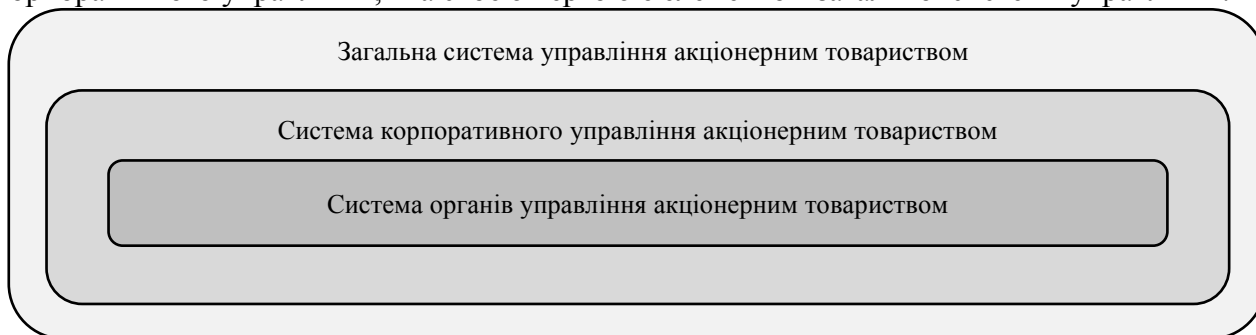 Загальна система управління акціонерним товариством
Система корпоративного управління акціонерним товариством
Система органів управління акціонерним товариством